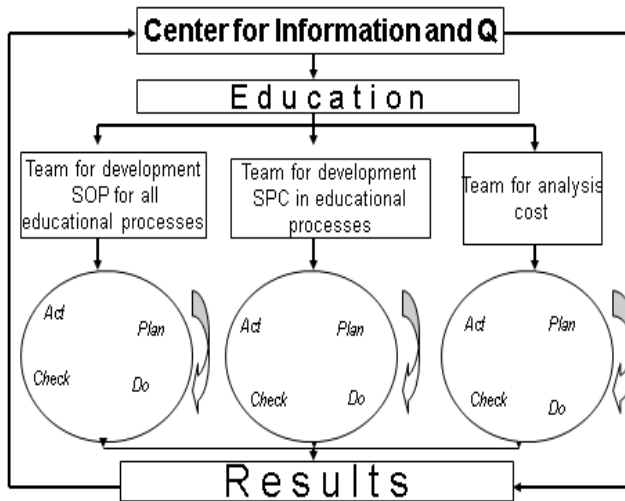 Center for Information and Q
Education
Team for development
SOP for all
educational processes
Team for development
SPC in educational
processes
Team for analysis
cost
Act
Plan
Check
Do
Act
Plan
Check
Do
Act
Plan
Check
Do
Results